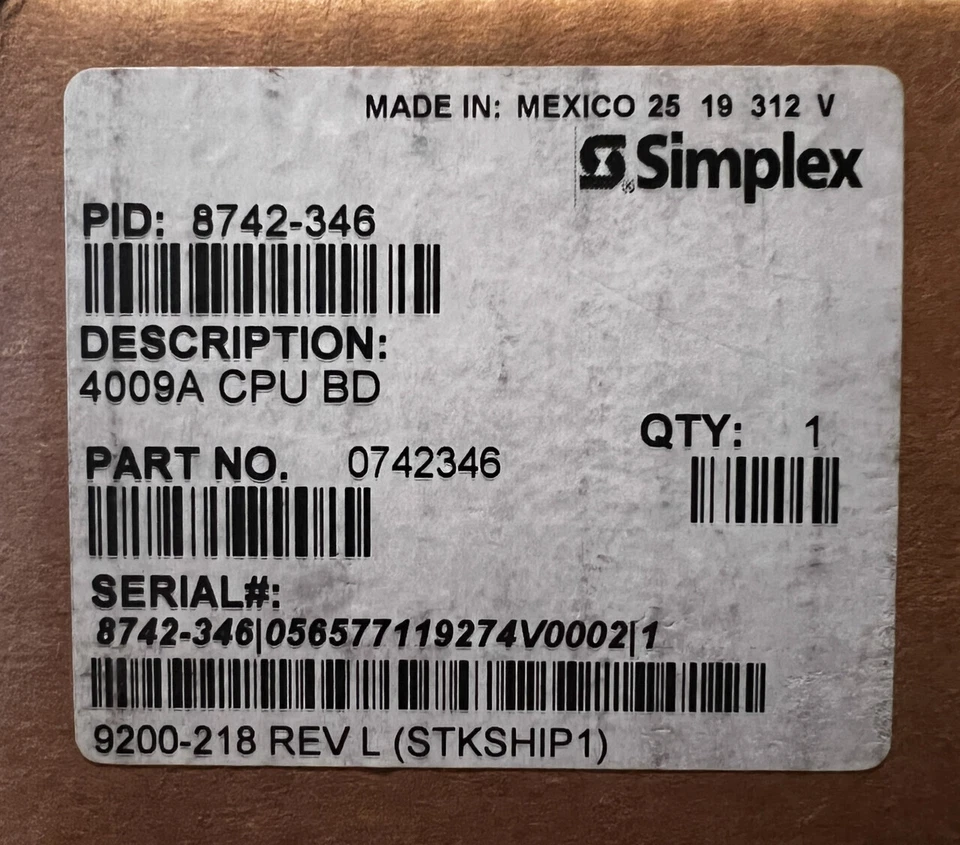 MADE IN: MEXICO 25 19 312 V
Simplex
PID: 8742-346
DESCRIPTION:
4009A CPU BD
QTY: 1
PART NO. 0742346
SERIAL#:
8742-346|056577119274V0002|1
9200-218 REV L (STKSHIP1)